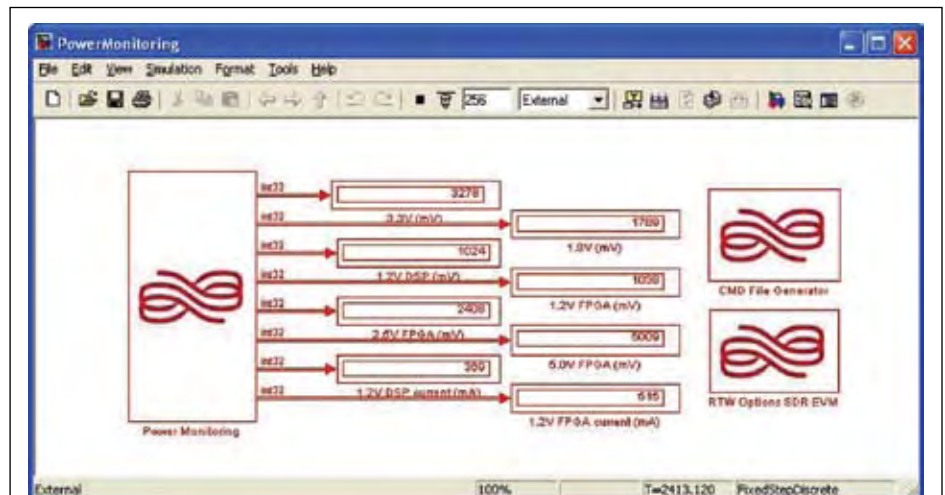 PowerMonitoring
File Edit View Simulation Format Tools Help
256 External
int32
3278
3.3V (mV)
int32
1789
1.8V (mV)
int32
1024
1.2V DSP (mV)
int32
1.2V FPGA (mV)
int32
2408
2.5V FPGA (mV)
int32
5009
5.0V FPGA (mV)
int32
1.2V DSP current (mA)
int32
1.2V FPGA current (mA)
Power Monitoring
CMD File Generator
RTW Options SDR EVM
External 100% T=2413.120 FixedStepDiscrete